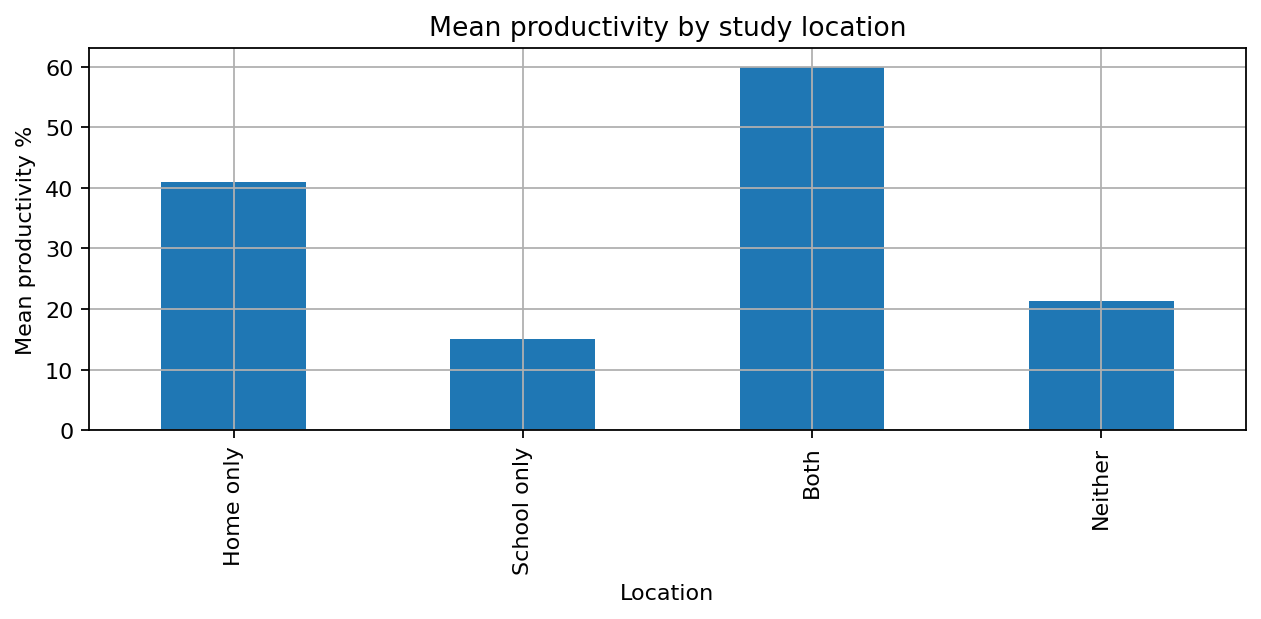 Mean productivity by study location
Mean productivity %
60
50
40
30
20
10
0
Home only
School only
Both
Neither
Location